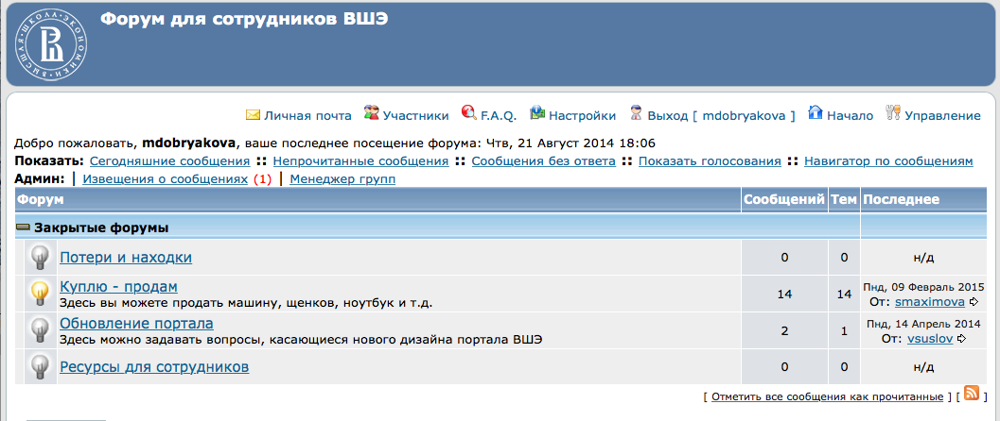 ВЫСШАЯ · ШКОЛА · ЭКОНОМИКИ
Форум для сотрудников ВШЭ
Личная почта Участники F.A.Q. Настройки Выход [ mdobryakova ] Начало Управление
Добро пожаловать, mdobryakova, ваше последнее посещение форума: Чтв, 21 Август 2014 18:06
Показать: Сегодняшние сообщения :: Непрочитанные сообщения :: Сообщения без ответа :: Показать голосования :: Навигатор по сообщениям
Админ: | Извещения о сообщениях (1) | Менеджер групп
Форум Сообщений Тем Последнее
Закрытые форумы
Потери и находки 0 0 н/д
Куплю - продам
Здесь вы можете продать машину, щенков, ноутбук и т.д.
14 14
Пнд, 09 Февраль 2015
От: smaximova
Обновление портала
Здесь можно задавать вопросы, касающиеся нового дизайна портала ВШЭ
2 1
Пнд, 14 Апрель 2014
От: vsuslov
Ресурсы для сотрудников 0 0 н/д
[ Отметить все сообщения как прочитанные ] [ ]